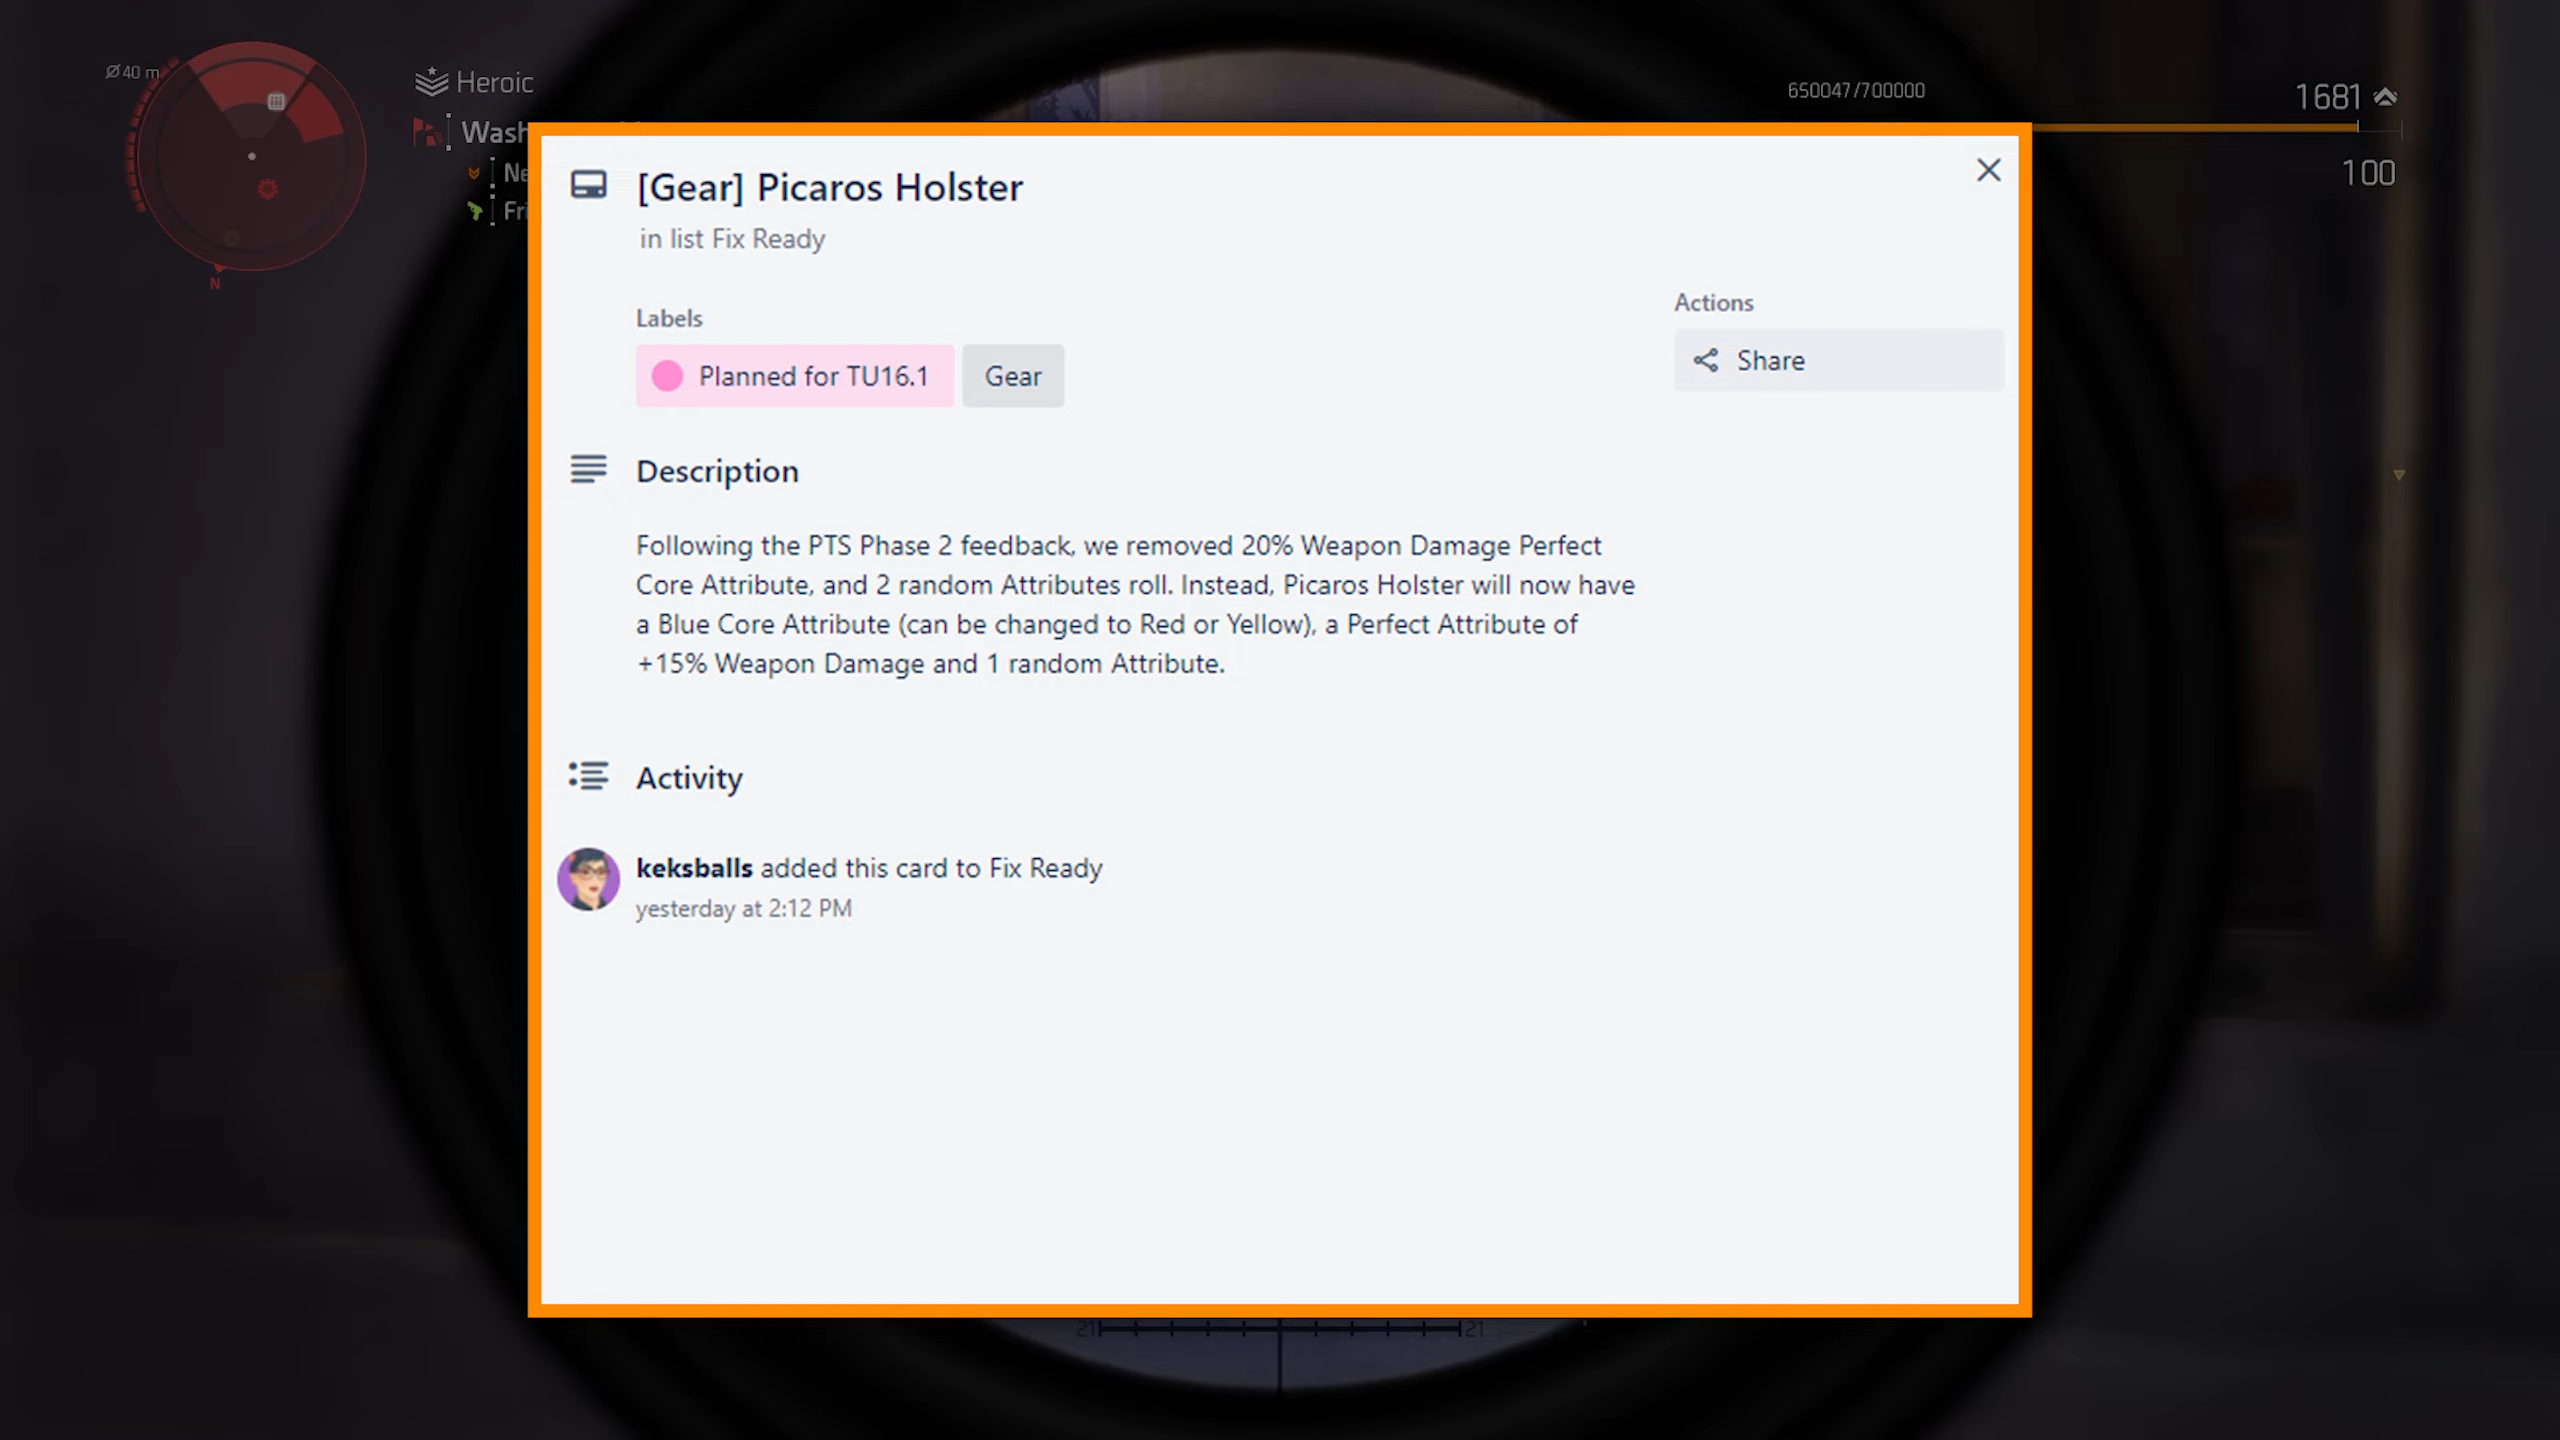 Ø40 m
Heroic
650047/700000
1681
100
N
[Gear] Picaros Holster
in list Fix Ready
Labels
Planned for TU16.1
Gear
Actions
Share
Description
Following the PTS Phase 2 feedback, we removed 20% Weapon Damage Perfect
Core Attribute, and 2 random Attributes roll. Instead, Picaros Holster will now have
a Blue Core Attribute (can be changed to Red or Yellow), a Perfect Attribute of
+15% Weapon Damage and 1 random Attribute.
Activity
keksballs added this card to Fix Ready
yesterday at 2:12 PM
21
21